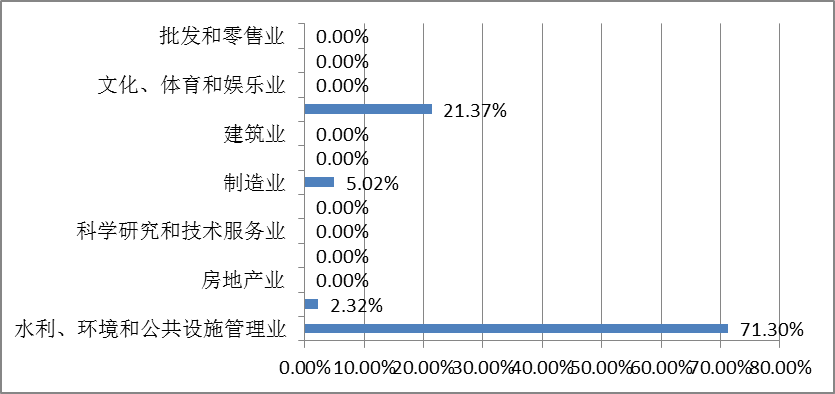 批发和零售业 0.00%
0.00%
文化、体育和娱乐业 0.00%
21.37%
建筑业 0.00%
0.00%
制造业 5.02%
0.00%
科学研究和技术服务业 0.00%
0.00%
房地产业 0.00%
2.32%
水利、环境和公共设施管理业 71.30%
0.00% 10.00% 20.00% 30.00% 40.00% 50.00% 60.00% 70.00% 80.00%